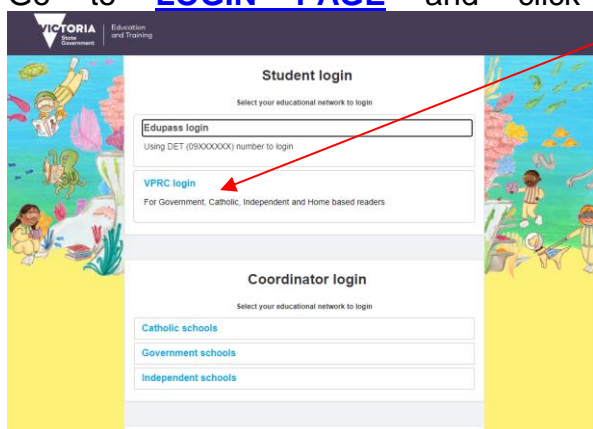 Go to LOGIN PAGE and click
VICTORIA
State
Government
Education
and Training
Student login
Select your educational network to login
Edupass login
Using DET (09XXXXXX) number to login
VPRC login
For Government, Catholic, Independent and Home based readers
Coordinator login
Select your educational network to login
Catholic schools
Government schools
Independent schools